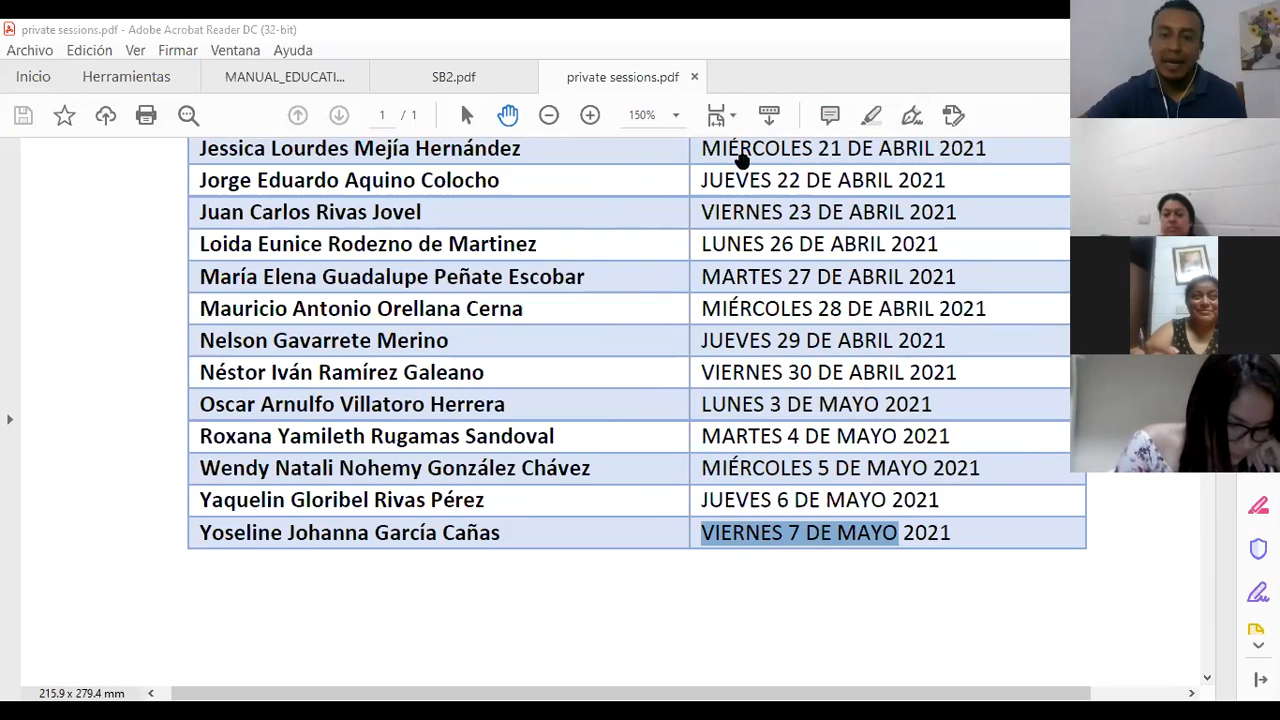 private sessions.pdf - Adobe Acrobat Reader DC (32-bit)
Archivo Edición Ver Firmar Ventana Ayuda
Inicio Herramientas MANUAL_EDUCATI... SB2.pdf private sessions.pdf ×
1 / 1 150%
Jessica Lourdes Mejía Hernández MIÉRCOLES 21 DE ABRIL 2021
Jorge Eduardo Aquino Colocho JUEVES 22 DE ABRIL 2021
Juan Carlos Rivas Jovel VIERNES 23 DE ABRIL 2021
Loida Eunice Rodezno de Martinez LUNES 26 DE ABRIL 2021
María Elena Guadalupe Peñate Escobar MARTES 27 DE ABRIL 2021
Mauricio Antonio Orellana Cerna MIÉRCOLES 28 DE ABRIL 2021
Nelson Gavarrete Merino JUEVES 29 DE ABRIL 2021
Néstor Iván Ramírez Galeano VIERNES 30 DE ABRIL 2021
Oscar Arnulfo Villatoro Herrera LUNES 3 DE MAYO 2021
Roxana Yamileth Rugamas Sandoval MARTES 4 DE MAYO 2021
Wendy Natali Nohemy González Chávez MIÉRCOLES 5 DE MAYO 2021
Yaquelin Gloribel Rivas Pérez JUEVES 6 DE MAYO 2021
Yoseline Johanna García Cañas VIERNES 7 DE MAYO 2021
215.9 x 279.4 mm